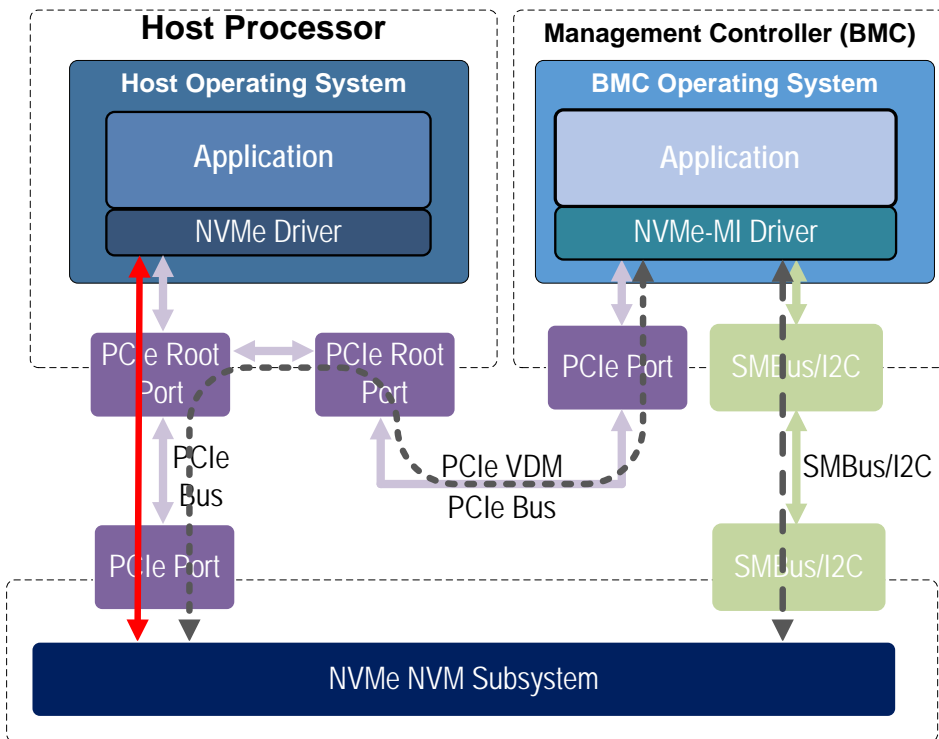 Host Processor
Management Controller (BMC)
Host Operating System
BMC Operating System
Application
Application
NVMe Driver
NVMe-MI Driver
PCIe Root
Port
PCIe Root
Port
PCIe Port
SMBus/I2C
PCIe
Bus
PCIe VDM
PCIe Bus
SMBus/I2C
PCIe Port
SMBus/I2C
NVMe NVM Subsystem